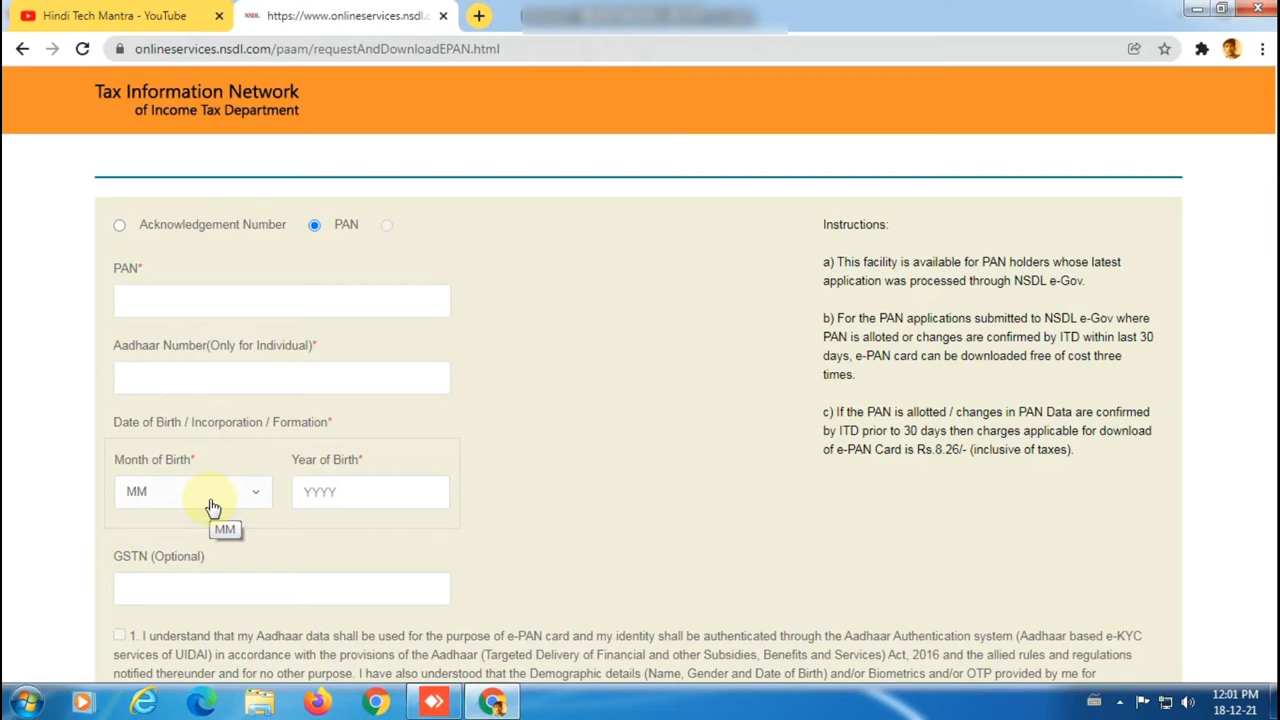 Hindi Tech Mantra - YouTube
NSDL https://www.onlineservices.nsdl.c
onlineservices.nsdl.com/paam/requestAndDownloadEPAN.html
Tax Information Network
of Income Tax Department
Acknowledgement Number PAN
PAN*
Aadhaar Number(Only for Individual)*
Date of Birth / Incorporation / Formation*
Month of Birth* Year of Birth*
MM YYYY
MM
GSTN (Optional)
Instructions:
a) This facility is available for PAN holders whose latest
application was processed through NSDL e-Gov.
b) For the PAN applications submitted to NSDL e-Gov where
PAN is alloted or changes are confirmed by ITD within last 30
days, e-PAN card can be downloaded free of cost three
times.
c) If the PAN is allotted / changes in PAN Data are confirmed
by ITD prior to 30 days then charges applicable for download
of e-PAN Card is Rs.8.26/- (inclusive of taxes).
1. I understand that my Aadhaar data shall be used for the purpose of e-PAN card and my identity shall be authenticated through the Aadhaar Authentication system (Aadhaar based e-KYC
services of UIDAI) in accordance with the provisions of the Aadhaar (Targeted Delivery of Financial and other Subsidies, Benefits and Services) Act, 2016 and the allied rules and regulations
notified thereunder and for no other purpose. I have also understood that the Demographic details (Name, Gender and Date of Birth) and/or Biometrics and/or OTP provided by me for
12:01 PM
18-12-21